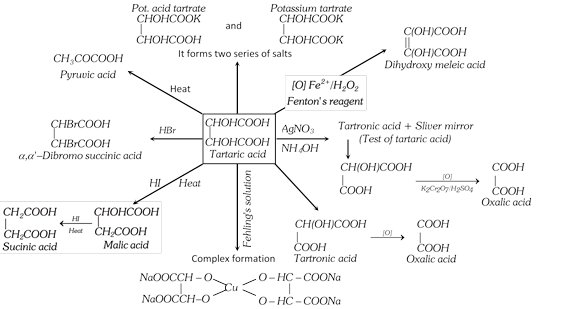 Pot. acid tartrate
CHOHCOOK
CHOHCOOH
and
Potassium tartrate
CHOHCOOK
CHOHCOOK
It forms two series of salts
C(OH)COOH
C(OH)COOH
Dihydroxy meleic acid
CH3COCOOH
Pyruvic acid
Heat
[O] Fe2+/H2O2
Fenton's reagent
CHBrCOOH
CHBrCOOH
α,α'–Dibromo succinic acid
HBr
CHOHCOOH
CHOHCOOH
Tartaric acid
AgNO3
NH4OH
Tartronic acid + Sliver mirror
(Test of tartaric acid)
CH(OH)COOH
COOH
[O]
K2Cr2O7/H2SO4
COOH
COOH
Oxalic acid
HI Heat
CH2COOH
CH2COOH
Sucinic acid
HI
Heat
CHOHCOOH
CH2COOH
Malic acid
Fehling's solution
CH(OH)COOH
COOH
Tartronic acid
[O]
COOH
COOH
Oxalic acid
Complex formation
NaOOCCH – O
NaOOCCH–O
Cu
O – HC – COONa
O – HC – COONa